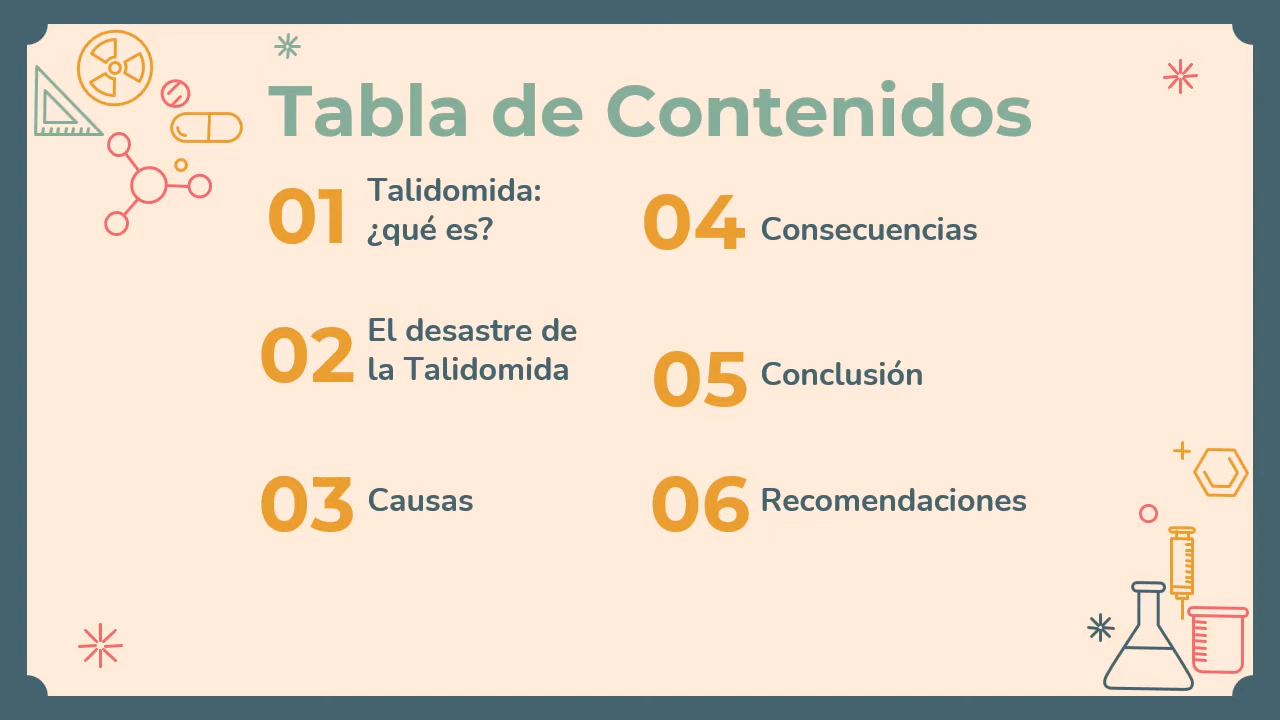 Tabla de Contenidos
01
Talidomida:
¿qué es?
02
El desastre de
la Talidomida
03
Causas
04
Consecuencias
05
Conclusión
06
Recomendaciones